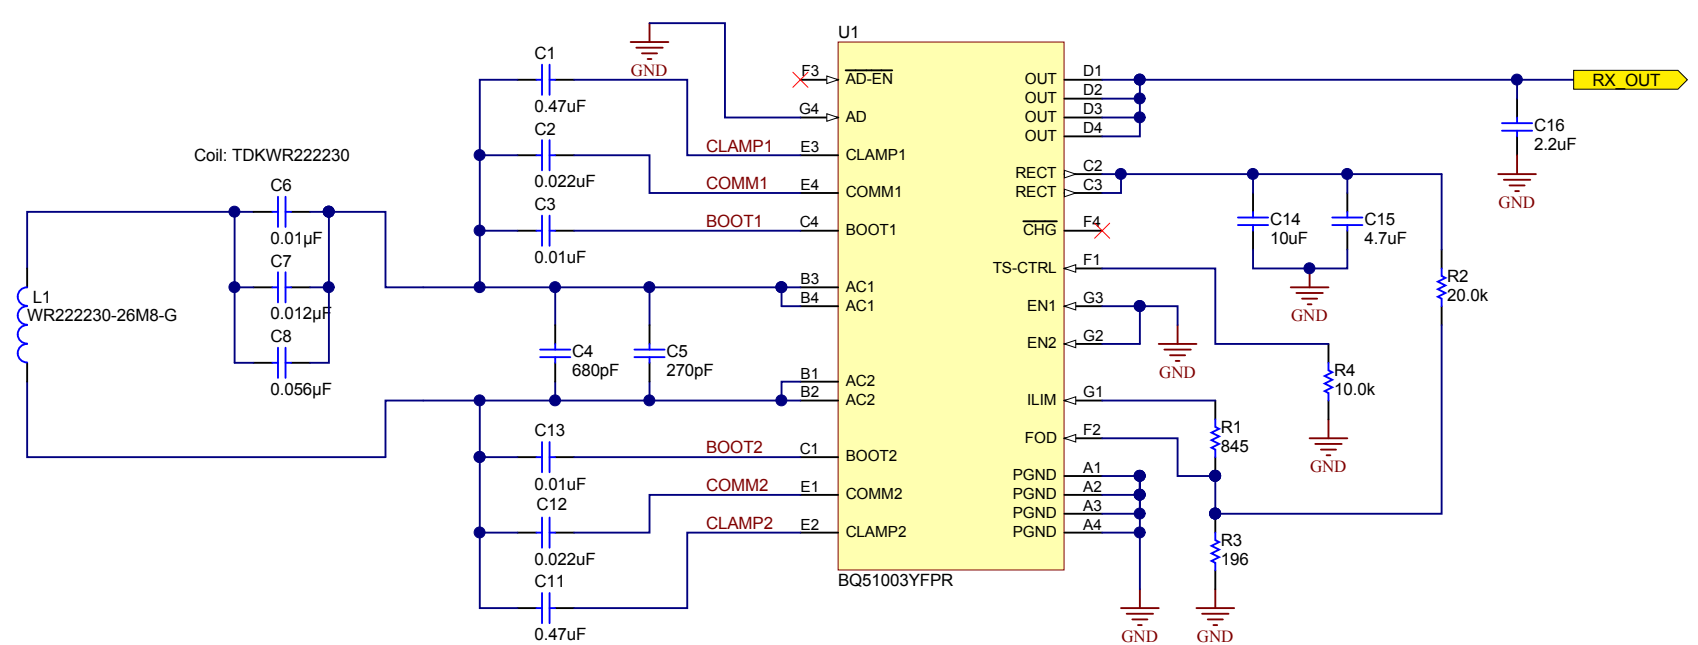 U1
C1
0.47uF
C2
0.022uF
C3
0.01uF
GND
Coil: TDKWR222230
C6
0.01µF
C7
0.012µF
C8
0.056µF
L1
WR222230-26M8-G
C4
680pF
C5
270pF
C13
0.01uF
C12
0.022uF
C11
0.47uF
CLAMP1
COMM1
BOOT1
BOOT2
COMM2
CLAMP2
F3 AD-EN
G4 AD
E3 CLAMP1
E4 COMM1
C4 BOOT1
B3 AC1
B4 AC1
B1 AC2
B2 AC2
C1 BOOT2
E1 COMM2
E2 CLAMP2
BQ51003YFPR
OUT D1
OUT D2
OUT D3
OUT D4
RECT C2
RECT C3
CHG F4
TS-CTRL F1
EN1 G3
EN2 G2
ILIM G1
FOD F2
PGND A1
PGND A2
PGND A3
PGND A4
RX_OUT
C16
2.2uF
GND
C14
10uF
C15
4.7uF
GND
R2
20.0k
GND
R4
10.0k
GND
R1
845
R3
196
GND
GND